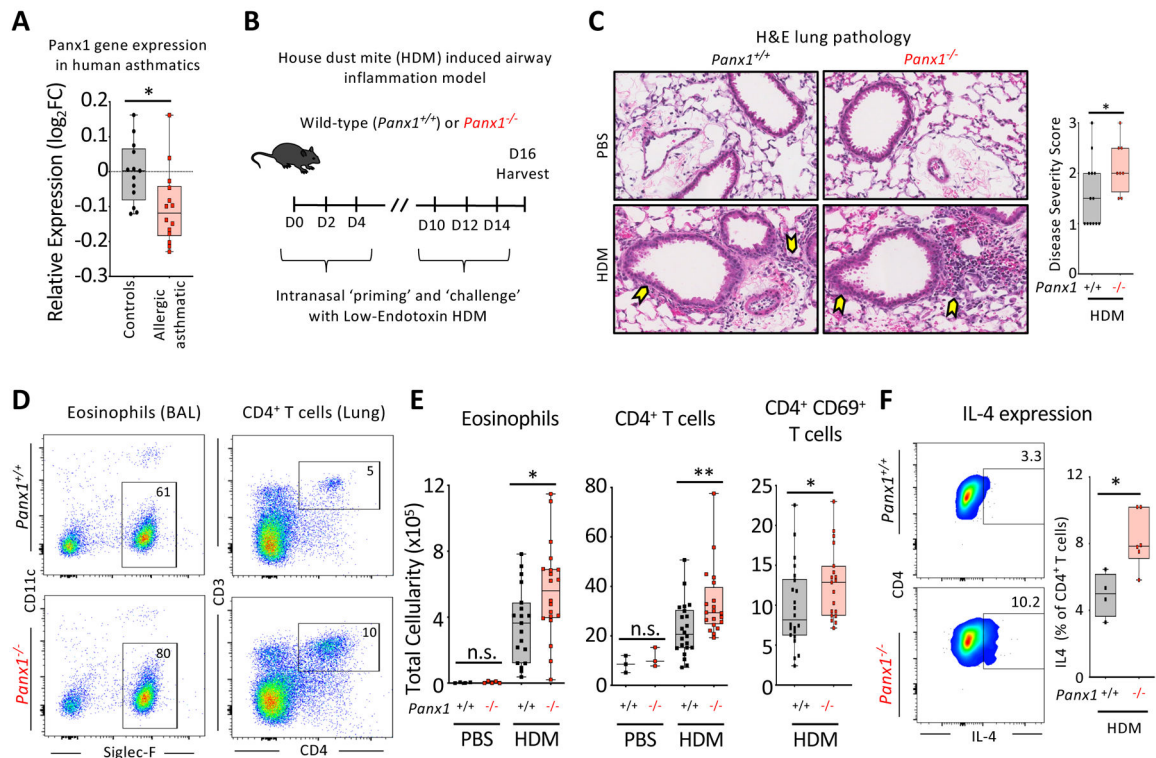 A
Panx1 gene expression
in human asthmatics
*
Relative Expression (log2FC)
0.2
0.1
0
-0.1
-0.2
-0.3
Controls
Allergic
asthmatic
B
House dust mite (HDM) induced airway
inflammation model
Wild-type (Panx1+/+) or Panx1-/-
D16
Harvest
D0 D2 D4 // D10 D12 D14
Intranasal ‘priming’ and ‘challenge’
with Low-Endotoxin HDM
C
H&E lung pathology
Panx1+/+ Panx1-/-
PBS
HDM
*
Disease Severity Score
3
2
1
0
Panx1 +/+ -/-
HDM
D
Eosinophils (BAL) CD4+ T cells (Lung)
Panx1+/+
61
5
CD11c
CD3
Panx1-/-
80
10
Siglec-F
CD4
E
Eosinophils
CD4+ T cells
CD4+ CD69+
T cells
Total Cellularity (x10^5)
12
8
4
0
n.s.
*
80
60
40
20
0
n.s.
**
25
20
15
10
5
0
*
Panx1 +/+ -/- +/+ -/-
PBS HDM
+/+ -/- +/+ -/-
PBS HDM
+/+ -/-
HDM
F
IL-4 expression
Panx1+/+
3.3
CD4
Panx1-/-
10.2
CD4
IL-4
*
IL4 (% of CD4+ T cells)
12
8
4
0
Panx1 +/+ -/-
HDM